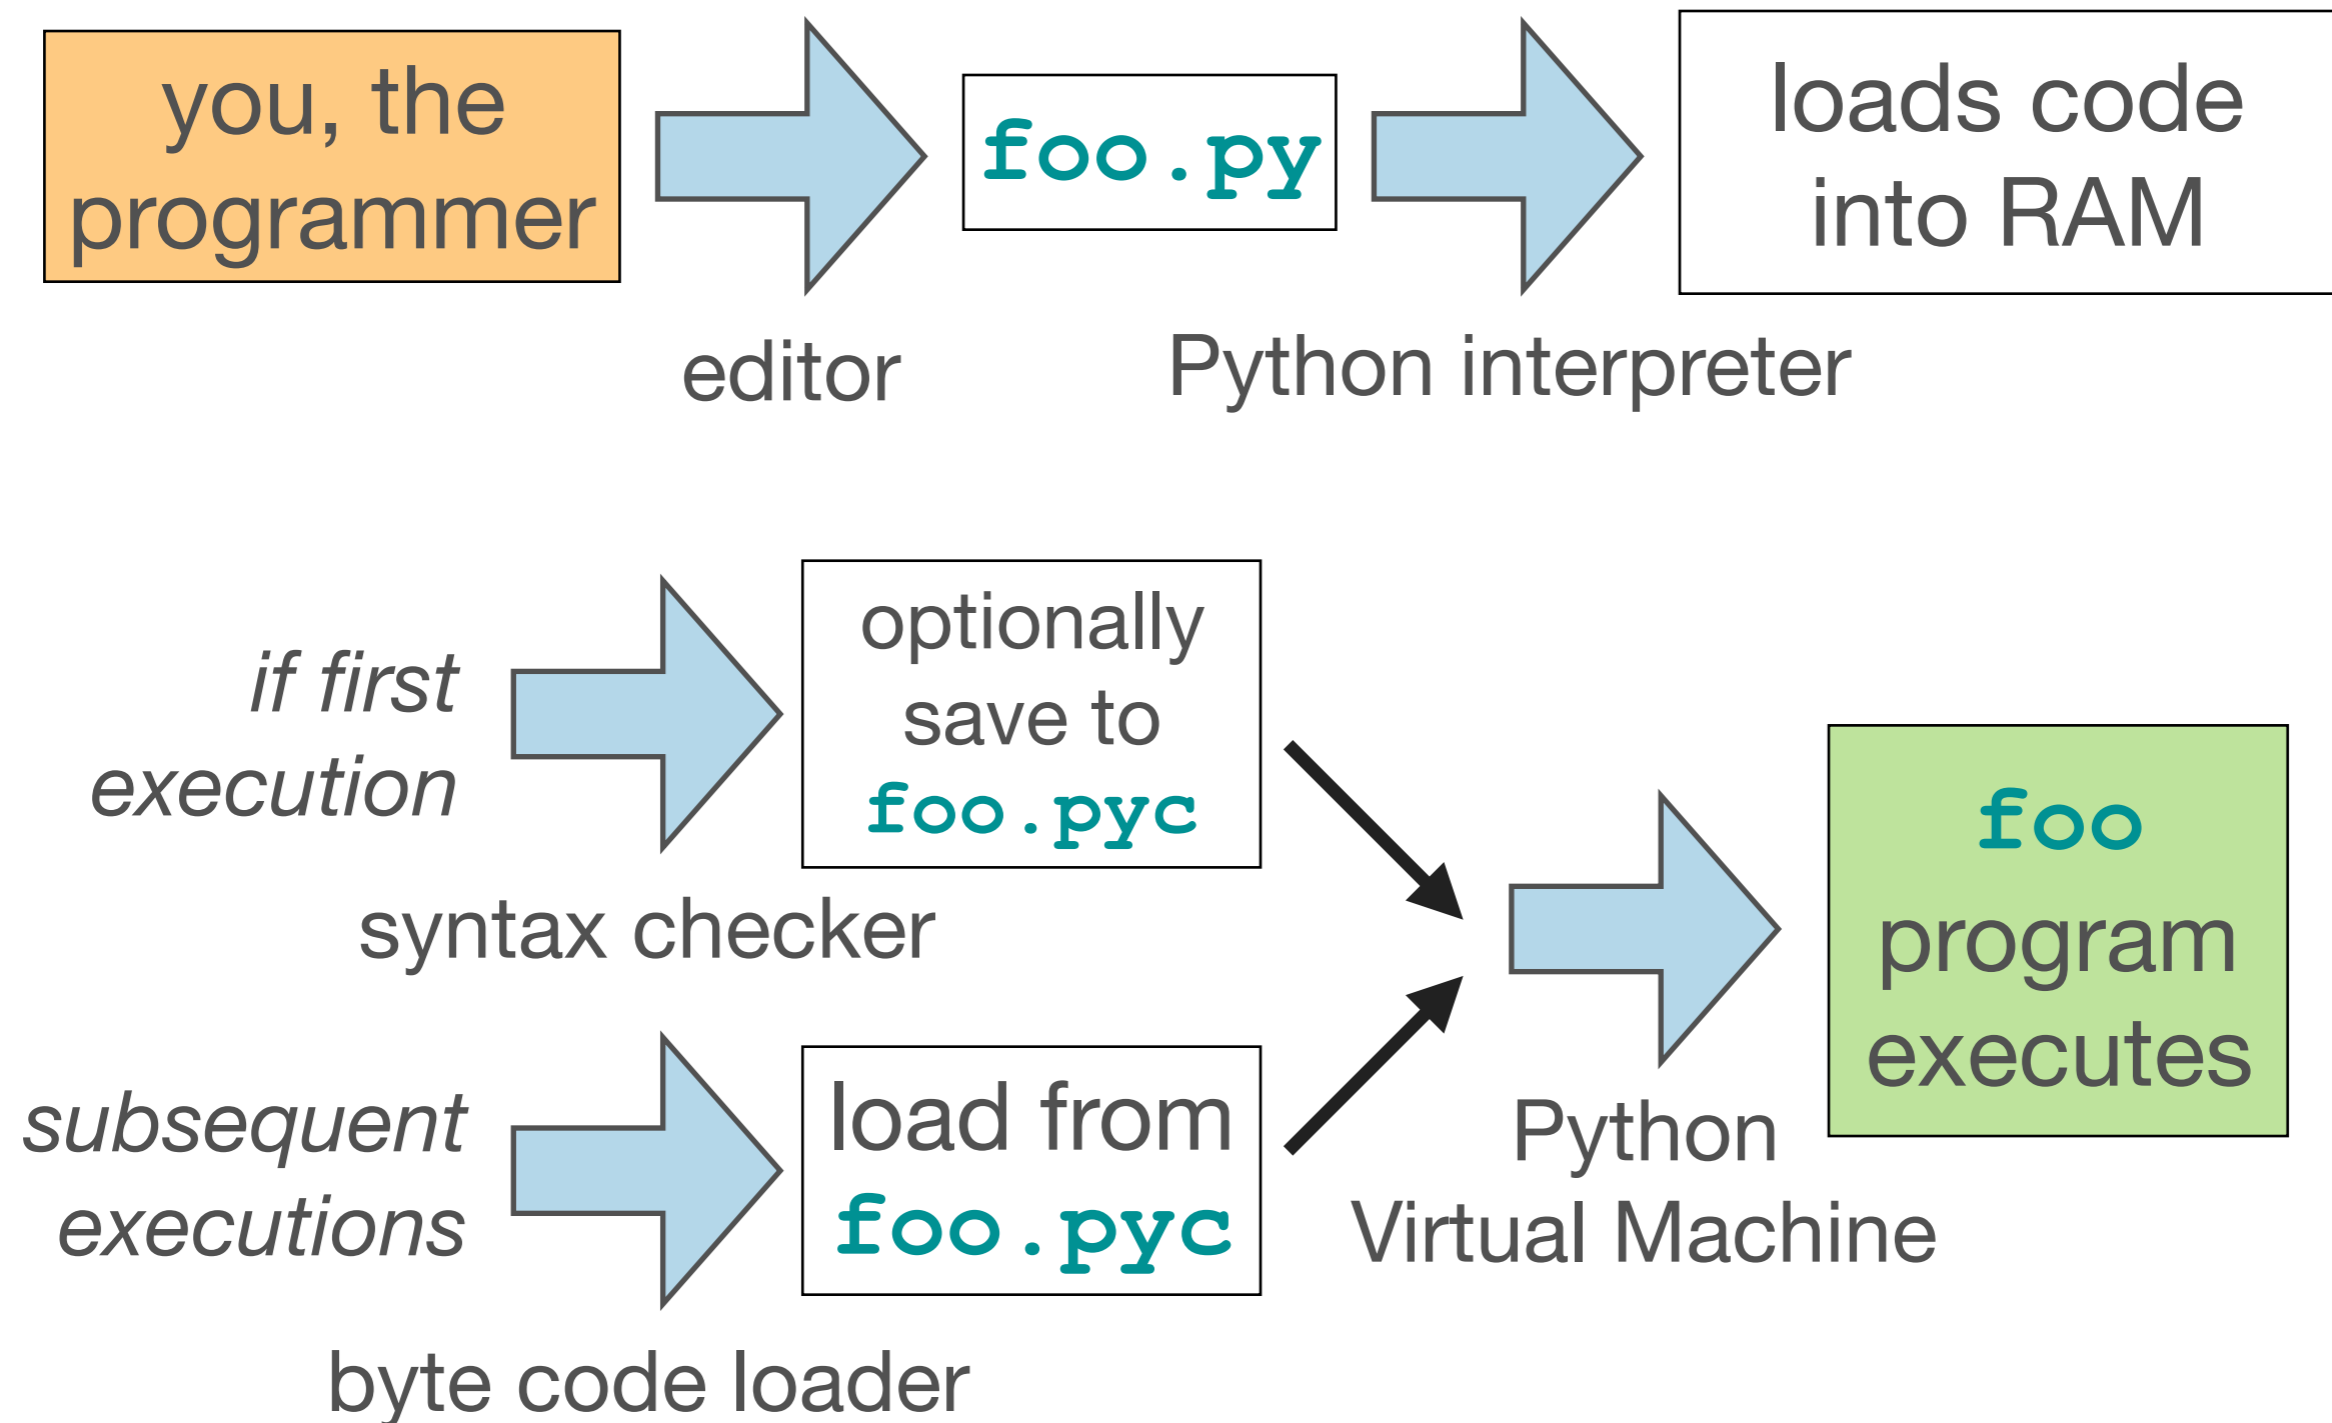 you, the
programmer
editor
foo.py
Python interpreter
loads code
into RAM
if first
execution
syntax checker
optionally
save to
foo.pyc
subsequent
executions
byte code loader
load from
foo.pyc
Python
Virtual Machine
foo
program
executes